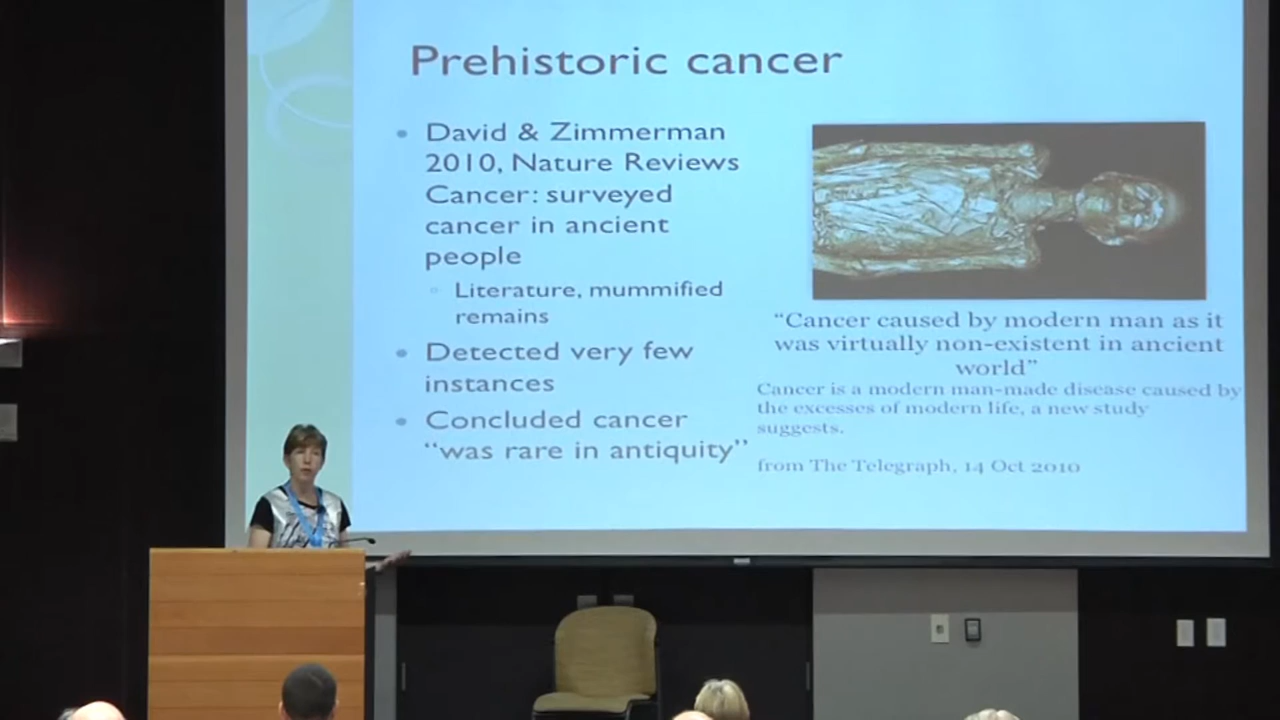 Prehistoric cancer
David & Zimmerman
2010, Nature Reviews
Cancer: surveyed
cancer in ancient
people
Literature, mummified
remains
Detected very few
instances
Concluded cancer
“was rare in antiquity”
“Cancer caused by modern man as it
was virtually non-existent in ancient
world”
Cancer is a modern man-made disease caused by
the excesses of modern life, a new study
suggests.
from The Telegraph, 14 Oct 2010